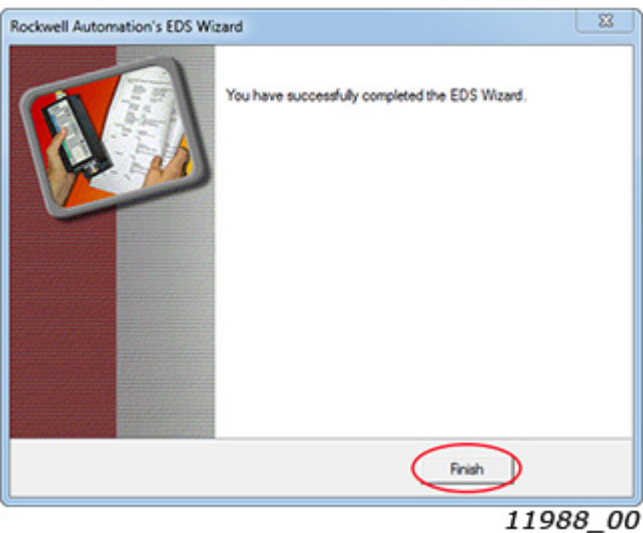 Rockwell Automation's EDS Wizard
You have successfully completed the EDS Wizard.
Finish
11988_00